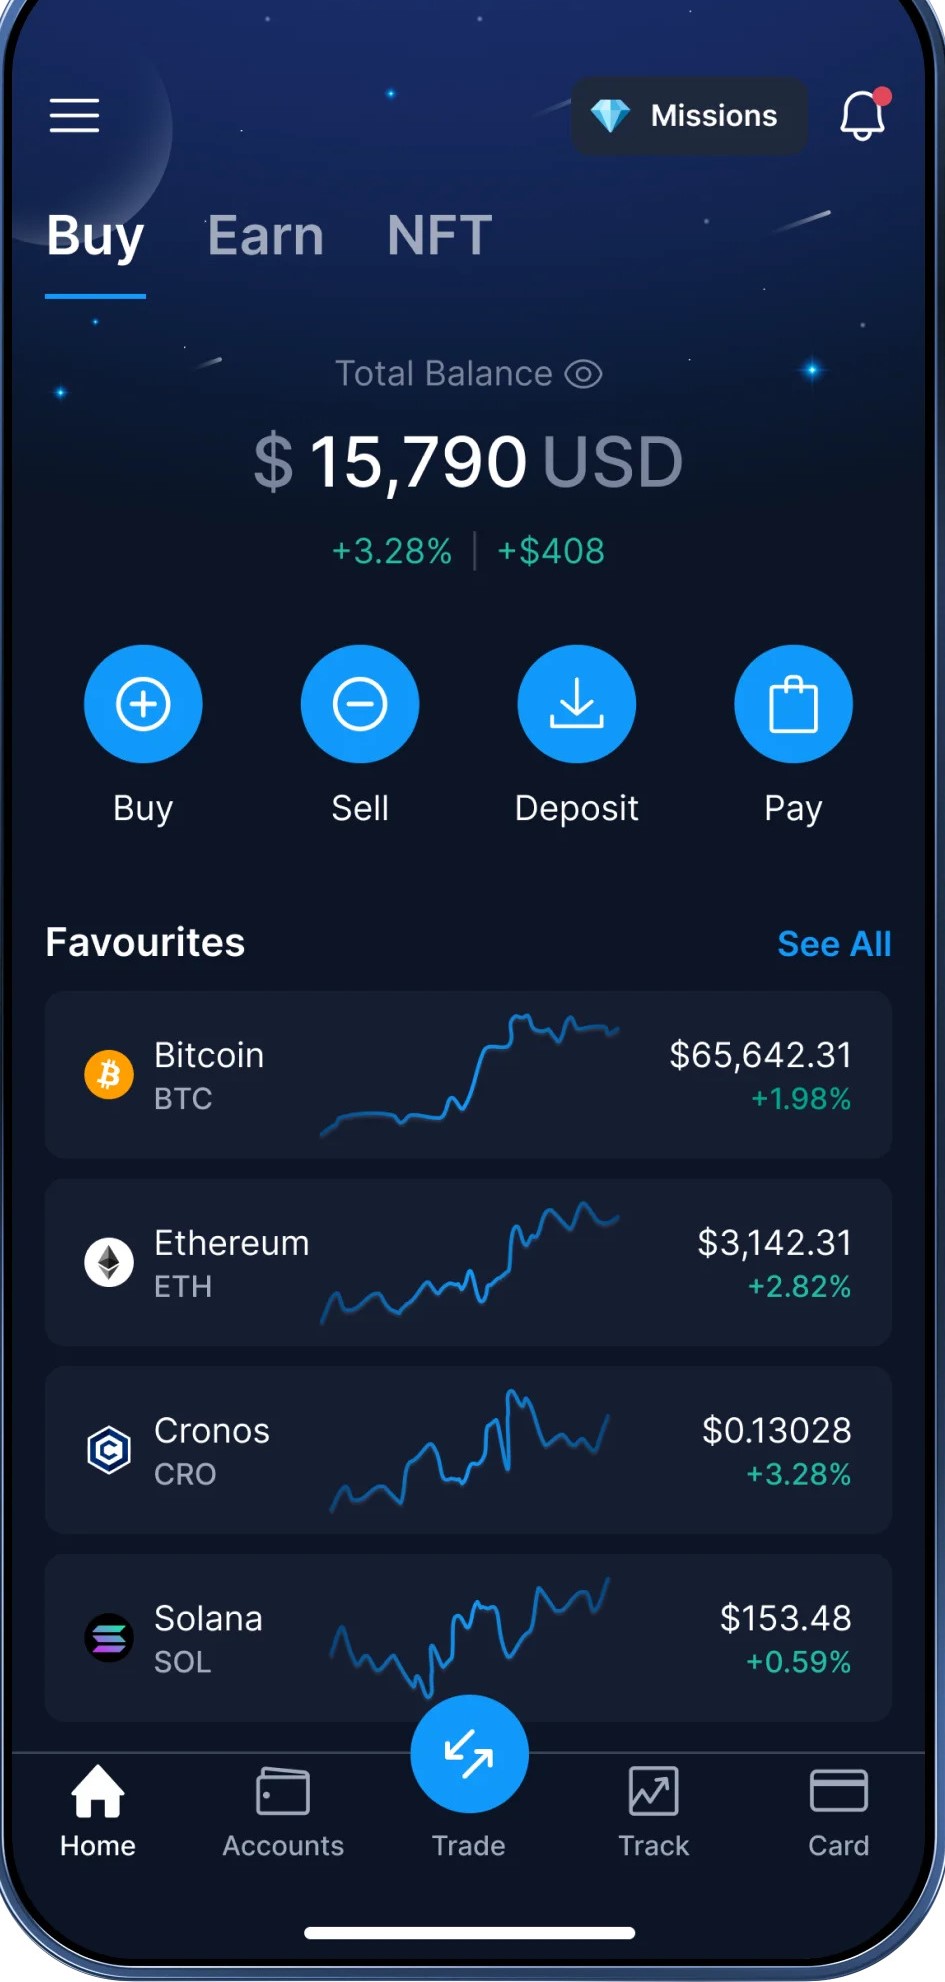 Missions
Buy Earn NFT
Total Balance
$ 15,790 USD
+3.28% | +$408
Buy Sell Deposit Pay
Favourites See All
Bitcoin $65,642.31
BTC +1.98%
Ethereum $3,142.31
ETH +2.82%
Cronos $0.13028
CRO +3.28%
Solana $153.48
SOL +0.59%
Home Accounts Trade Track Card